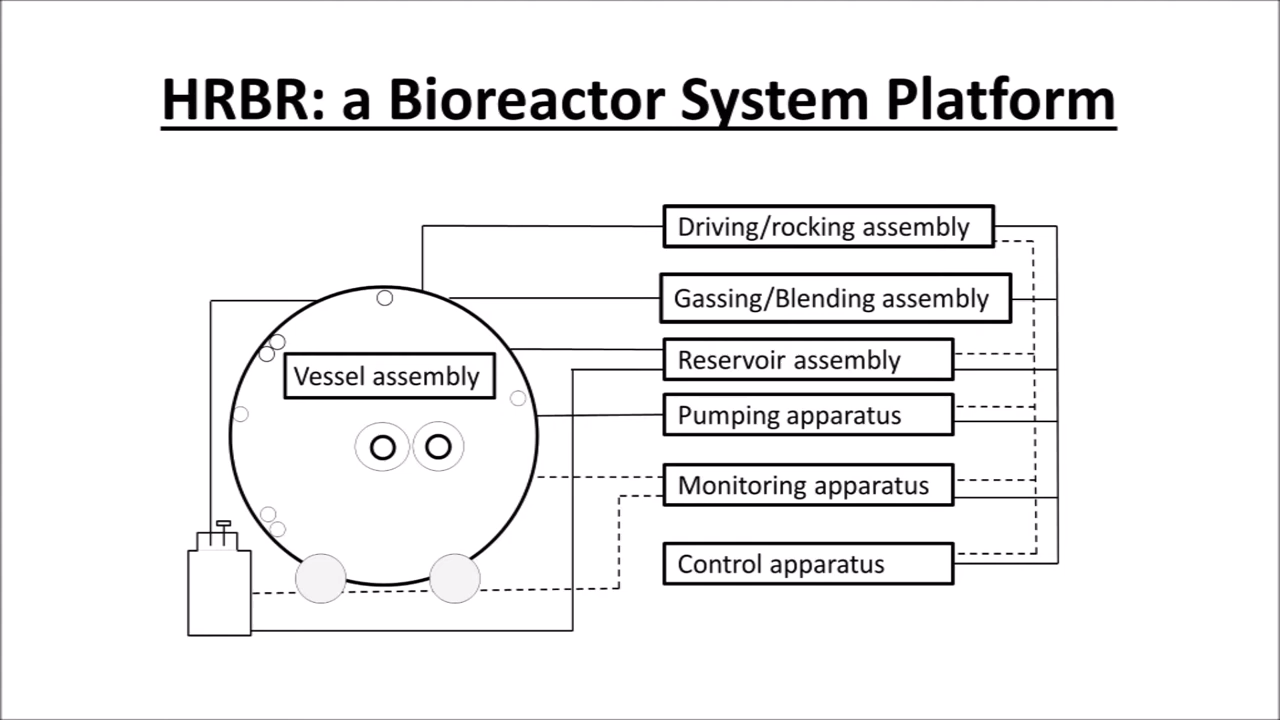 HRBR: a Bioreactor System Platform
Driving/rocking assembly
Gassing/Blending assembly
Reservoir assembly
Vessel assembly
Pumping apparatus
Monitoring apparatus
Control apparatus